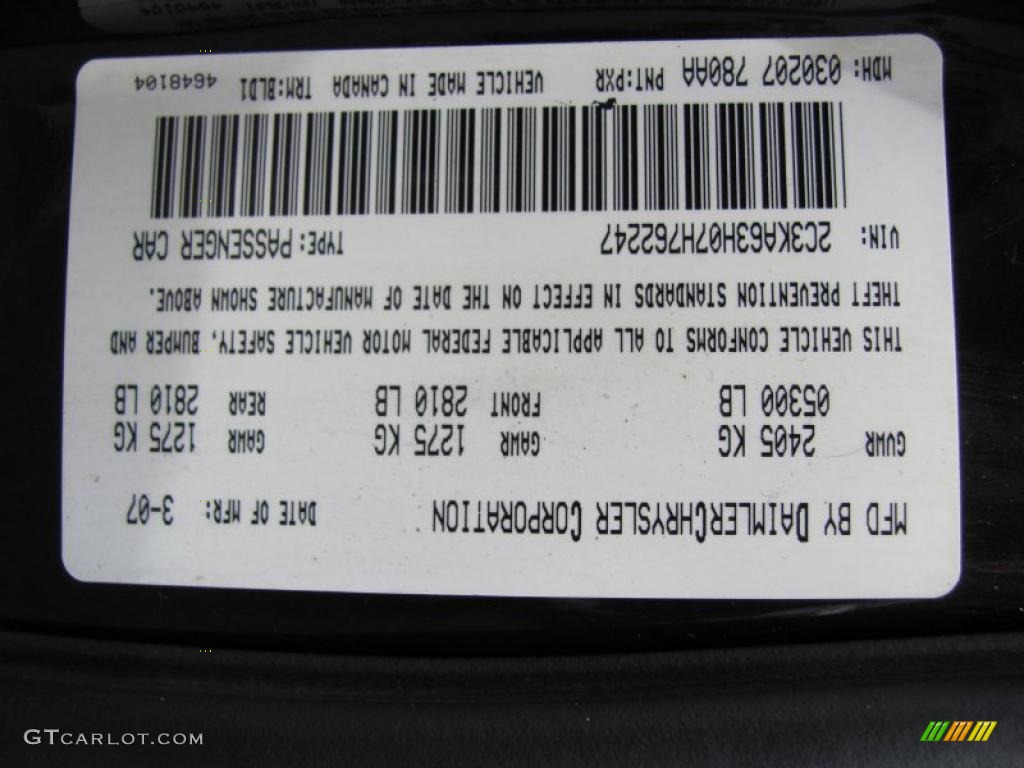 MFD BY DAIMLERCHRYSLER CORPORATION DATE OF MFR: 3-07
GVWR 2405 KG GAWR 1275 KG GAWR 1275 KG
05300 LB FRONT 2810 LB REAR 2810 LB
THIS VEHICLE CONFORMS TO ALL APPLICABLE FEDERAL MOTOR VEHICLE SAFETY, BUMPER AND
THEFT PREVENTION STANDARDS IN EFFECT ON THE DATE OF MANUFACTURE SHOWN ABOVE.
VIN: 2C3KA63H07H762247 TYPE: PASSENGER CAR
MDH: 030207 780AA PNT:PXR VEHICLE MADE IN CANADA TRM:BLD1 4648104
GTCARLOT.COM